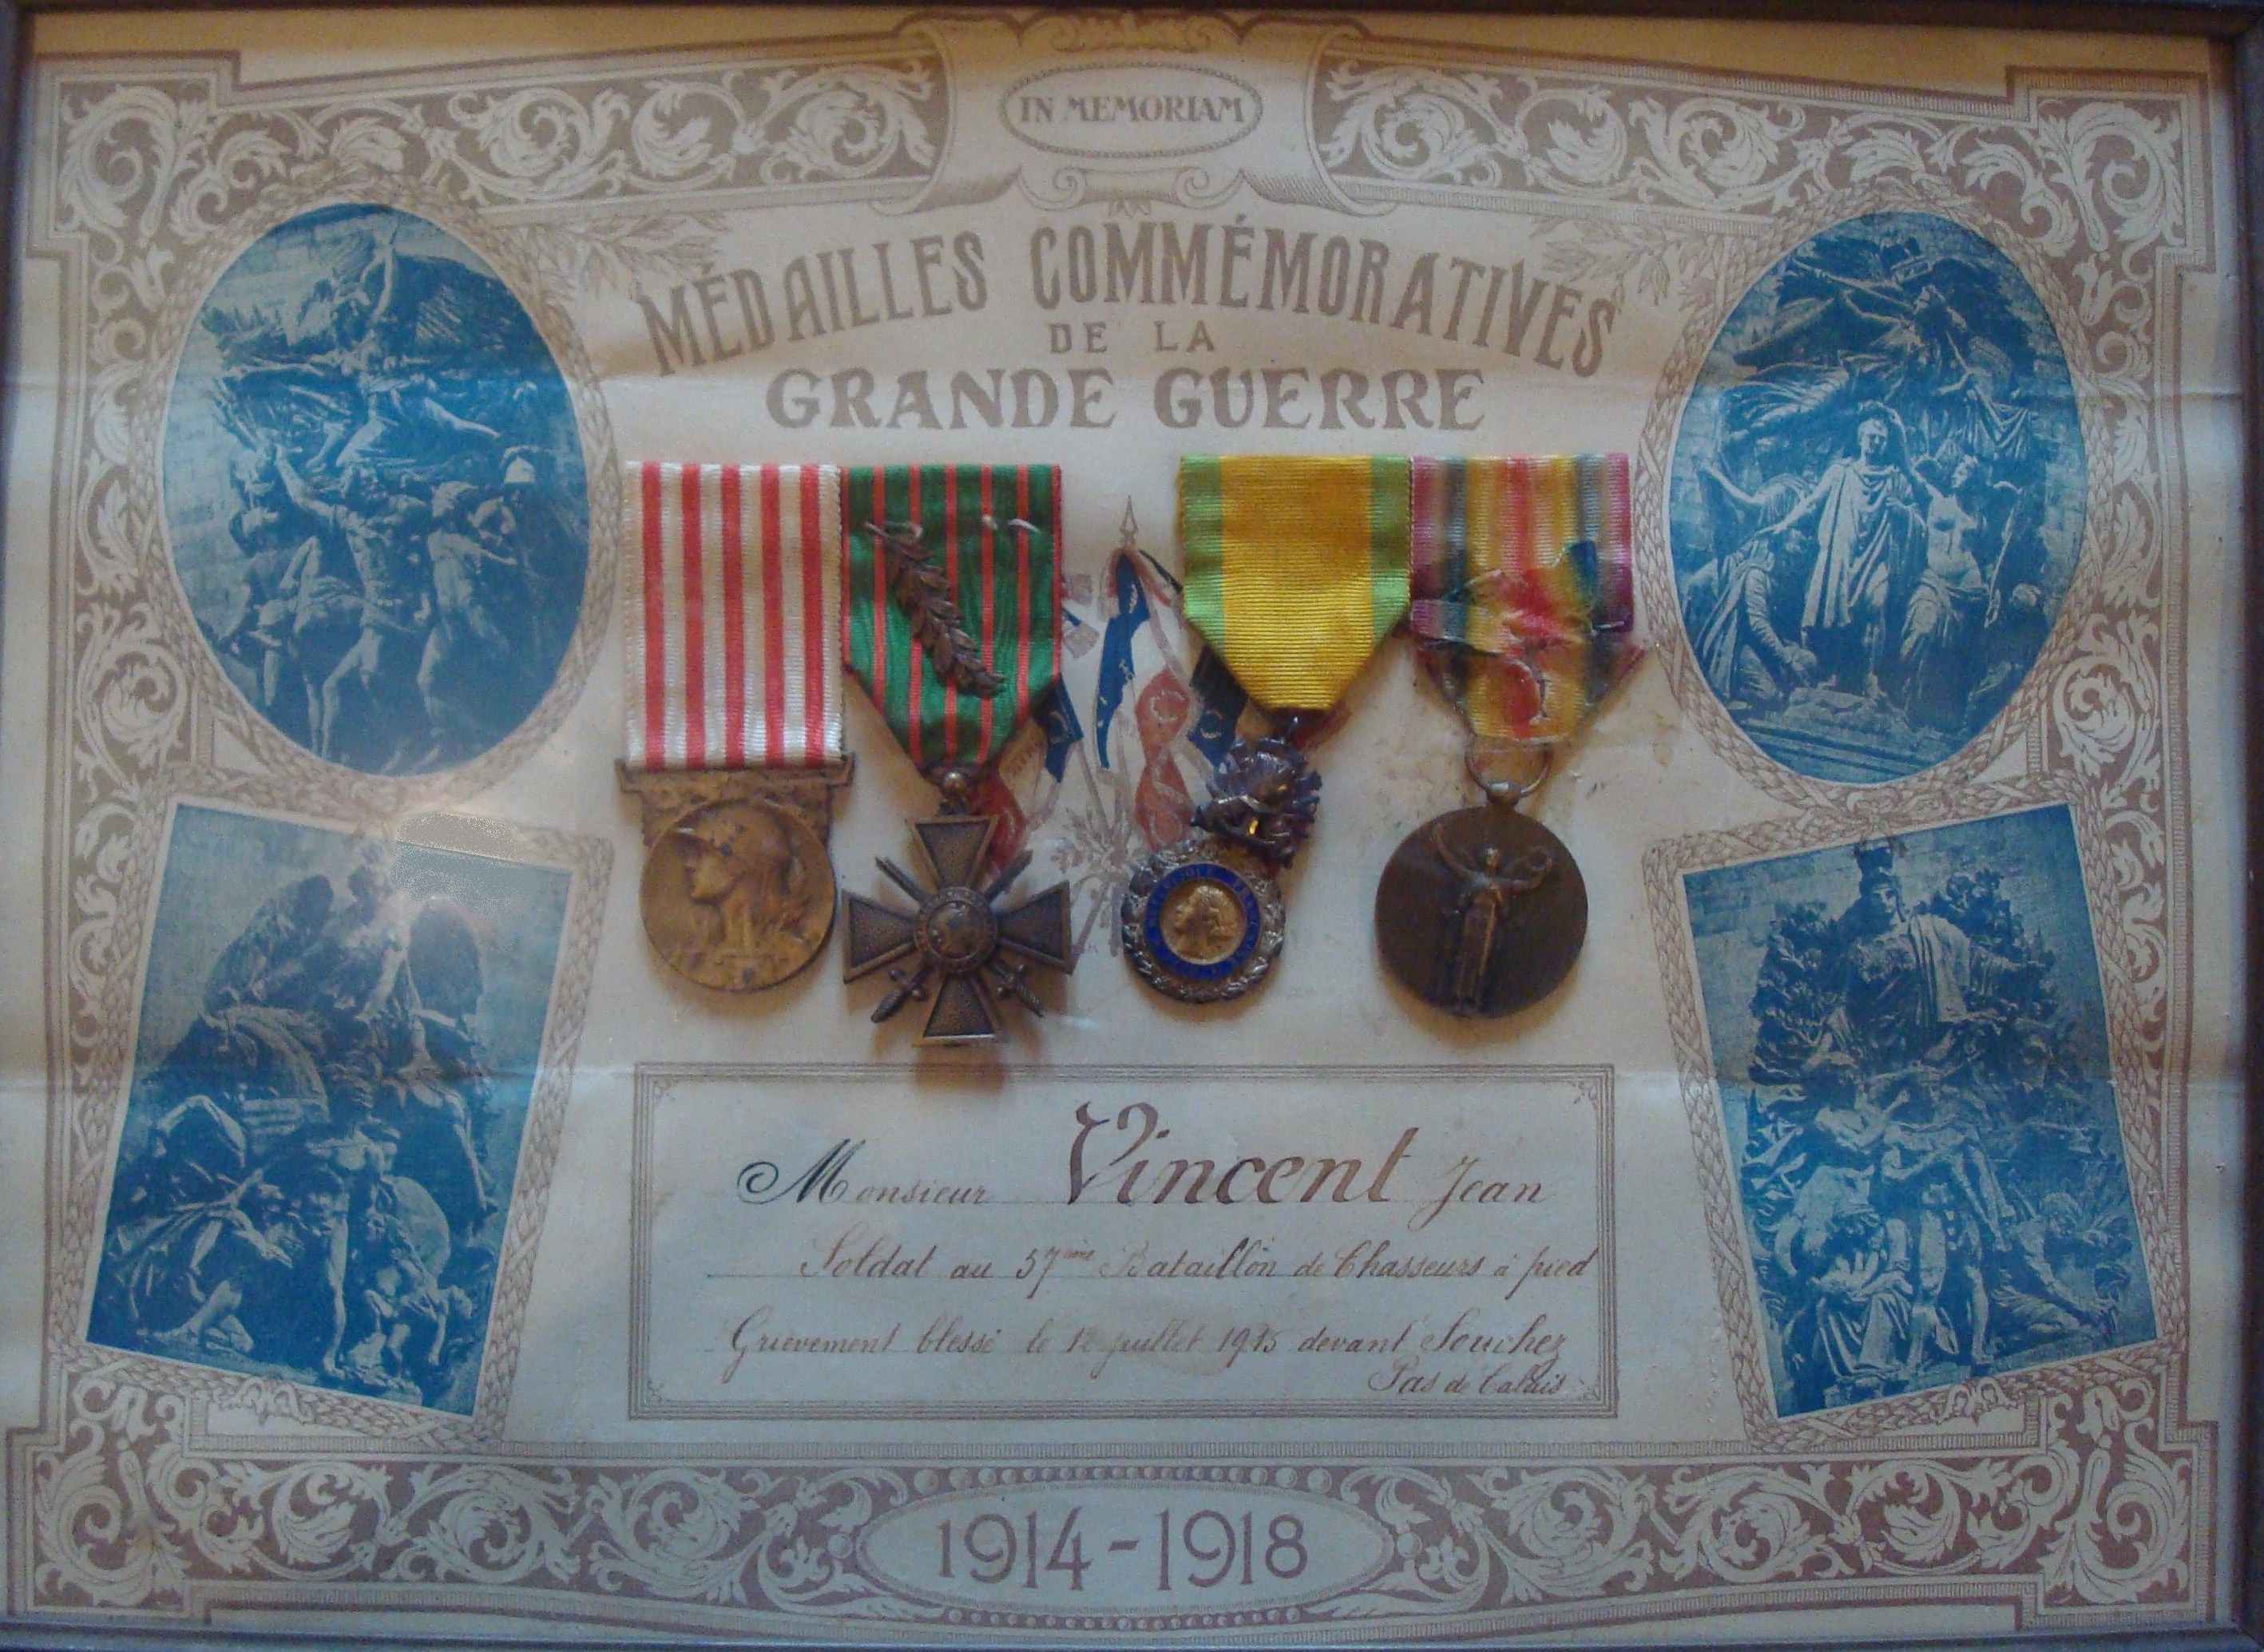 IN MEMORIAM
MÉDAILLES COMMÉMORATIVES
DE LA
GRANDE GUERRE
Monsieur Vincent Jean
Soldat au 57ème Bataillon de Chasseurs à pied
Grievement blessé le 12 juillet 1915 devant Souchez
Pas de Calais
1914-1918